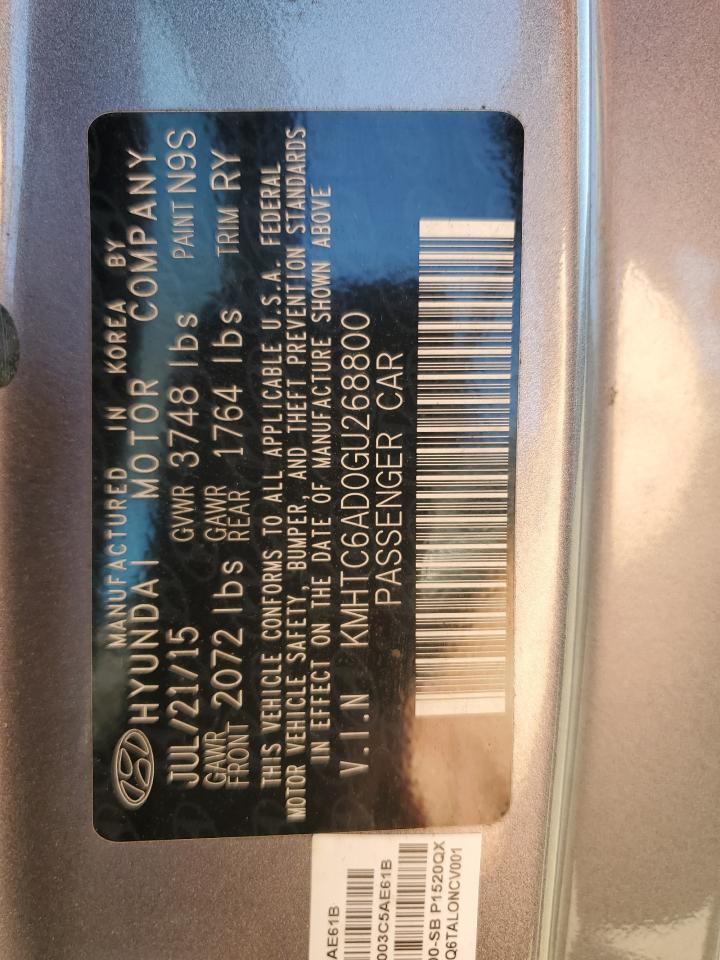 MANUFACTURED IN KOREA BY
HYUNDAI MOTOR COMPANY
JUL/21/15 GVWR 3748 lbs PAINT N9S
GAWR FRONT 2072 lbs GAWR REAR 1764 lbs TRIM RY
THIS VEHICLE CONFORMS TO ALL APPLICABLE U.S.A. FEDERAL
MOTOR VEHICLE SAFETY, BUMPER, AND THEFT PREVENTION STANDARDS
IN EFFECT ON THE DATE OF MANUFACTURE SHOWN ABOVE
V.I.N KMHTC6AD0GU268800
PASSENGER CAR
AE61B
003C5AE61B
00-SB P1520QX
Q6TALONCV001